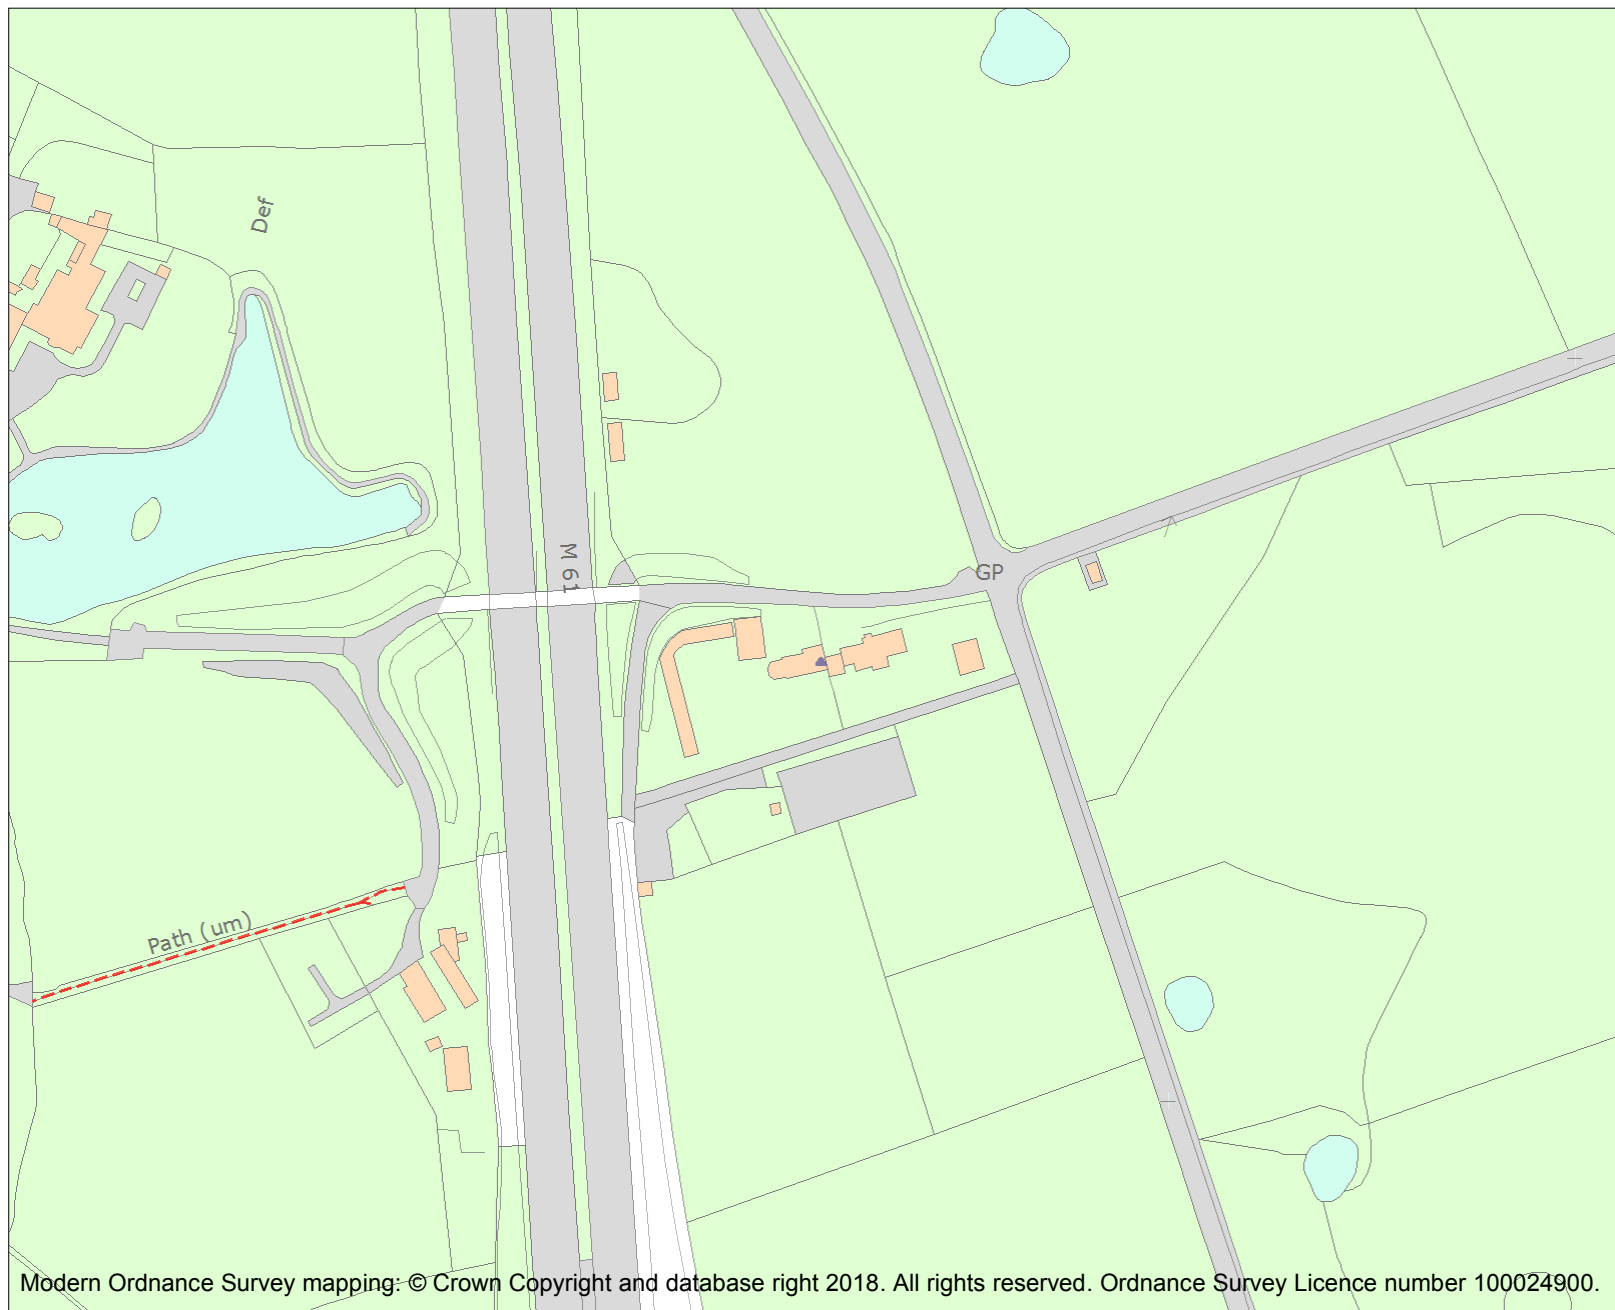 Def
M 61
GP
Path (um)
Modern Ordnance Survey mapping: © Crown Copyright and database right 2018. All rights reserved. Ordnance Survey Licence number 100024900.